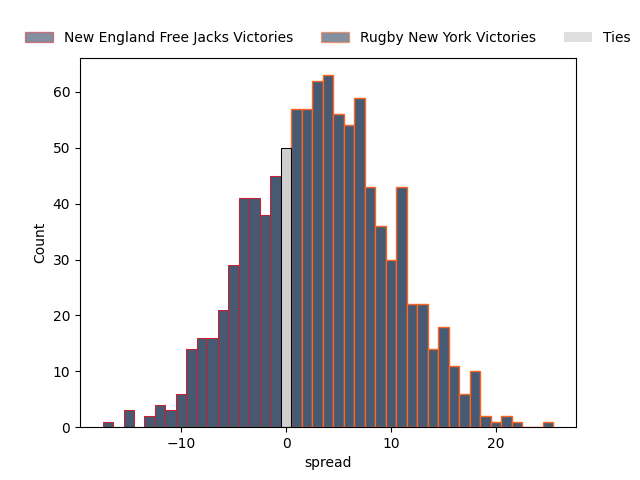 New England Free Jacks Victories Rugby New York Victories Ties
60
50
40
30
20
10
0
Count
−10 0 10 20
spread